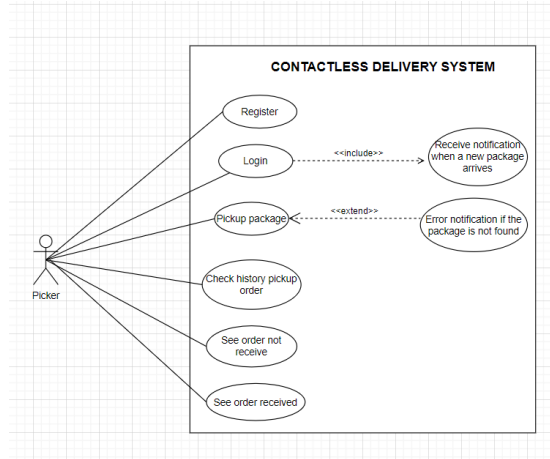 CONTACTLESS DELIVERY SYSTEM
Register
Login
<<include>>
Receive notification
when a new package
arrives
Pickup package
<<extend>>
Error notification if the
package is not found
Picker
Check history pickup
order
See order not
receive
See order received